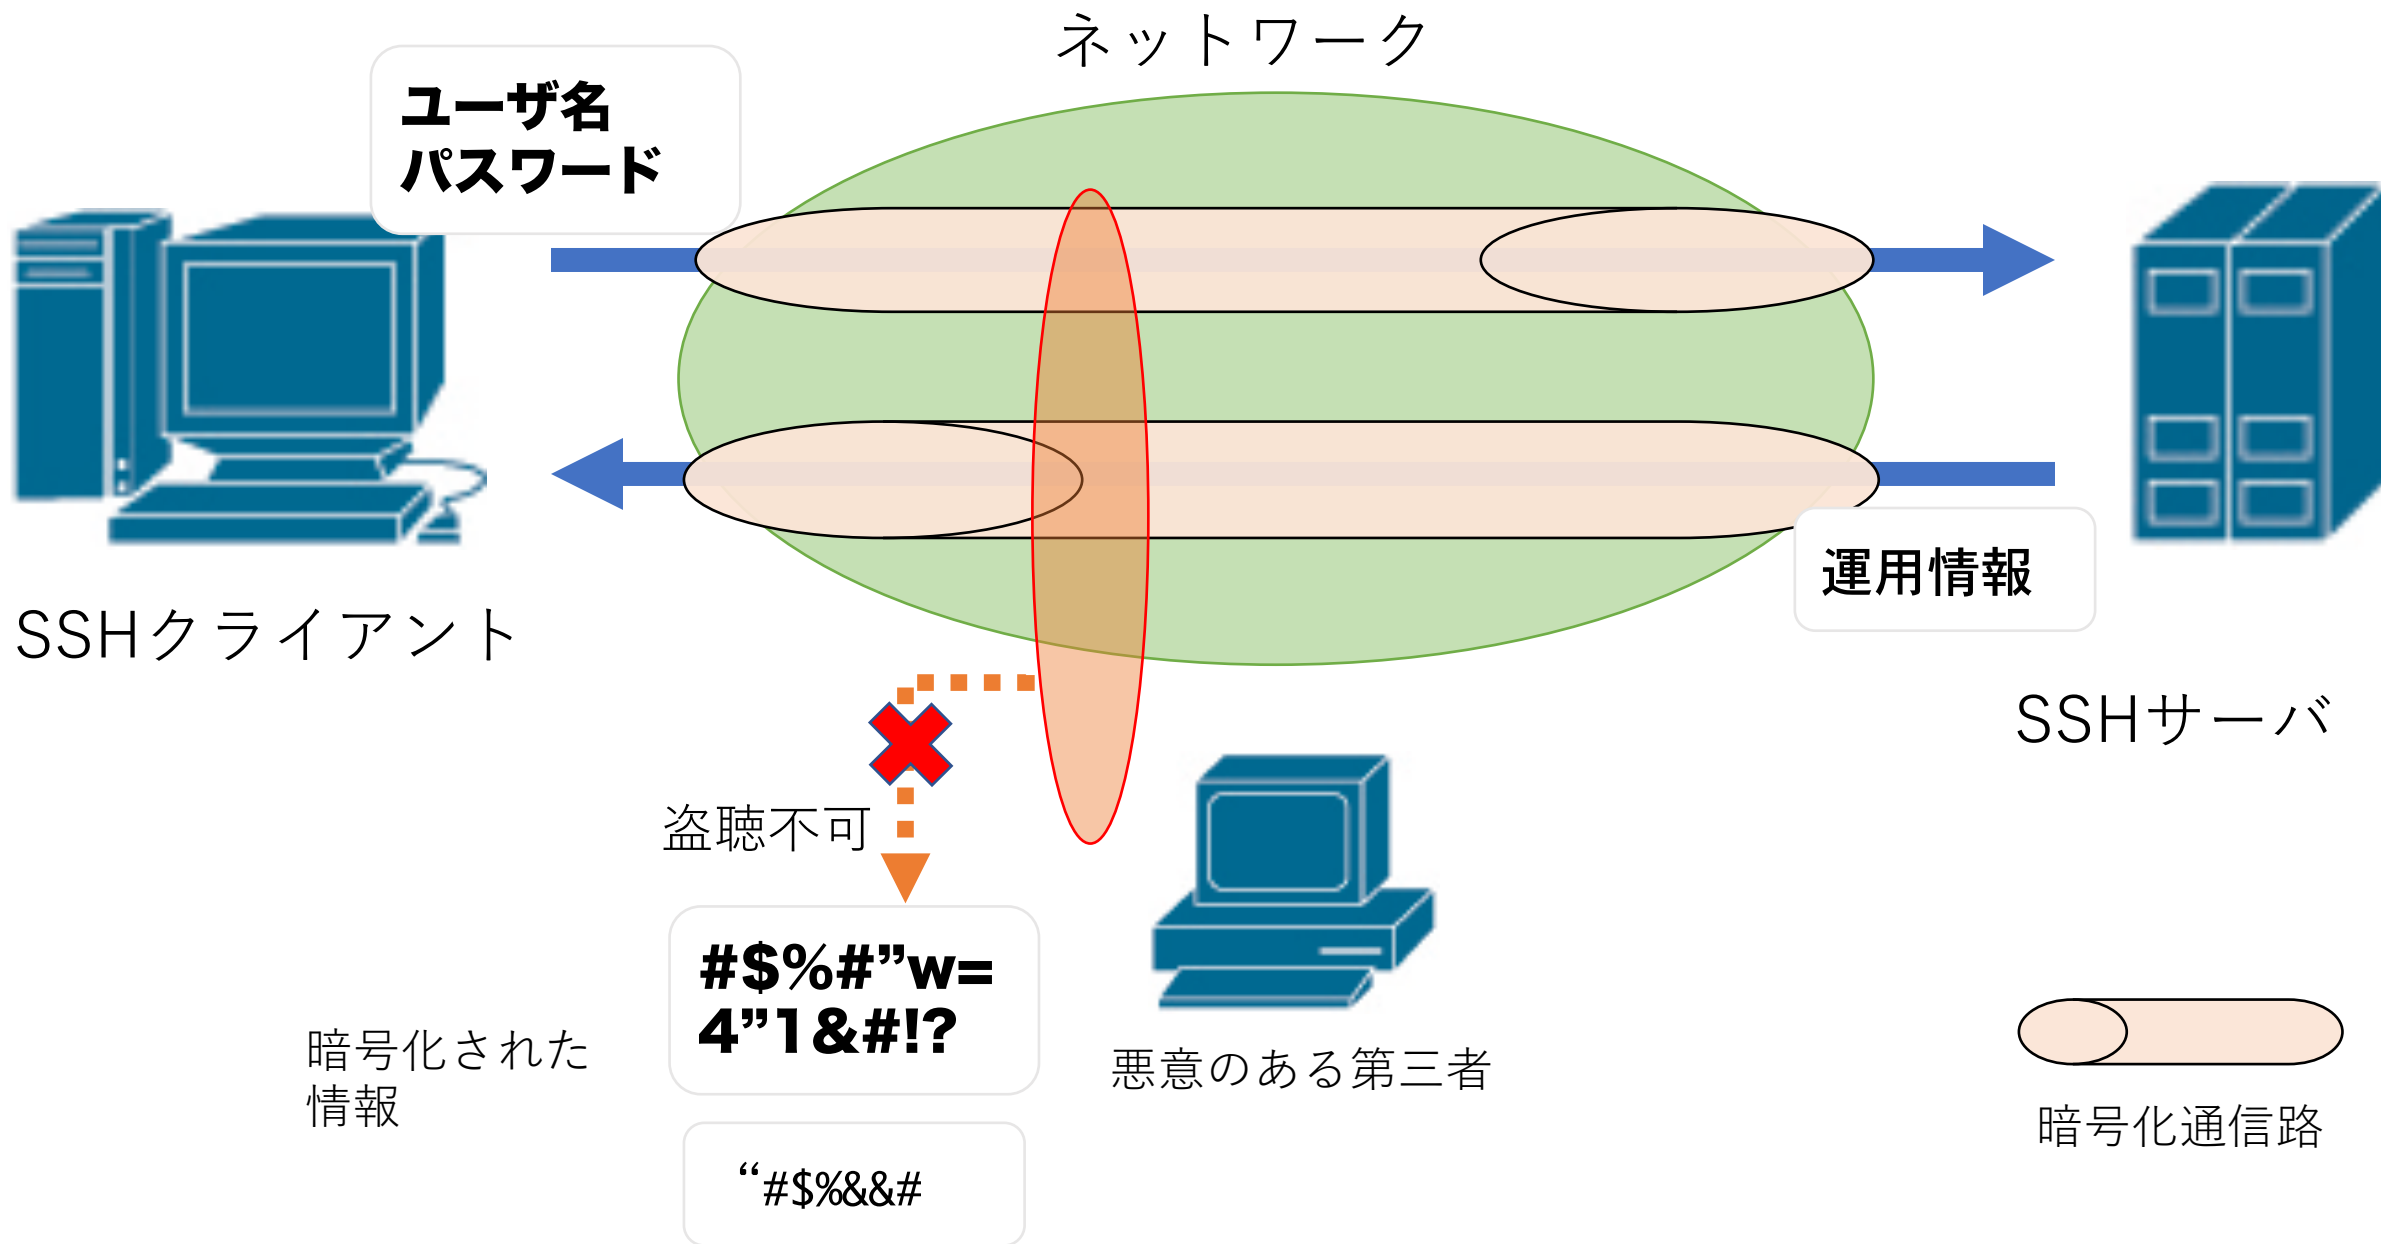 ネットワーク
ユーザ名
パスワード
運用情報
SSHクライアント
SSHサーバ
盗聴不可
#$%#”w=
4”1&#!?
暗号化された
情報
悪意のある第三者
暗号化通信路
“#$%&&#